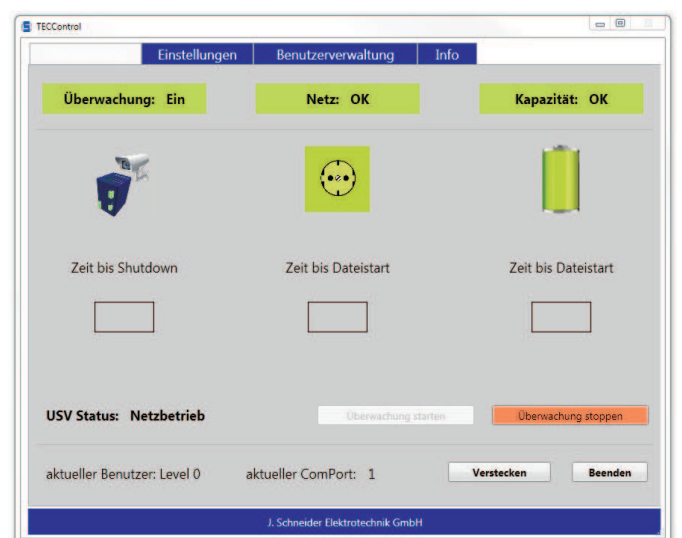 TECControl
Einstellungen Benutzerverwaltung Info
Überwachung: Ein Netz: OK Kapazität: OK
Zeit bis Shutdown Zeit bis Dateistart Zeit bis Dateistart
USV Status: Netzbetrieb Überwachung starten Überwachung stoppen
aktueller Benutzer: Level 0 aktueller ComPort: 1 Verstecken Beenden
J. Schneider Elektrotechnik GmbH